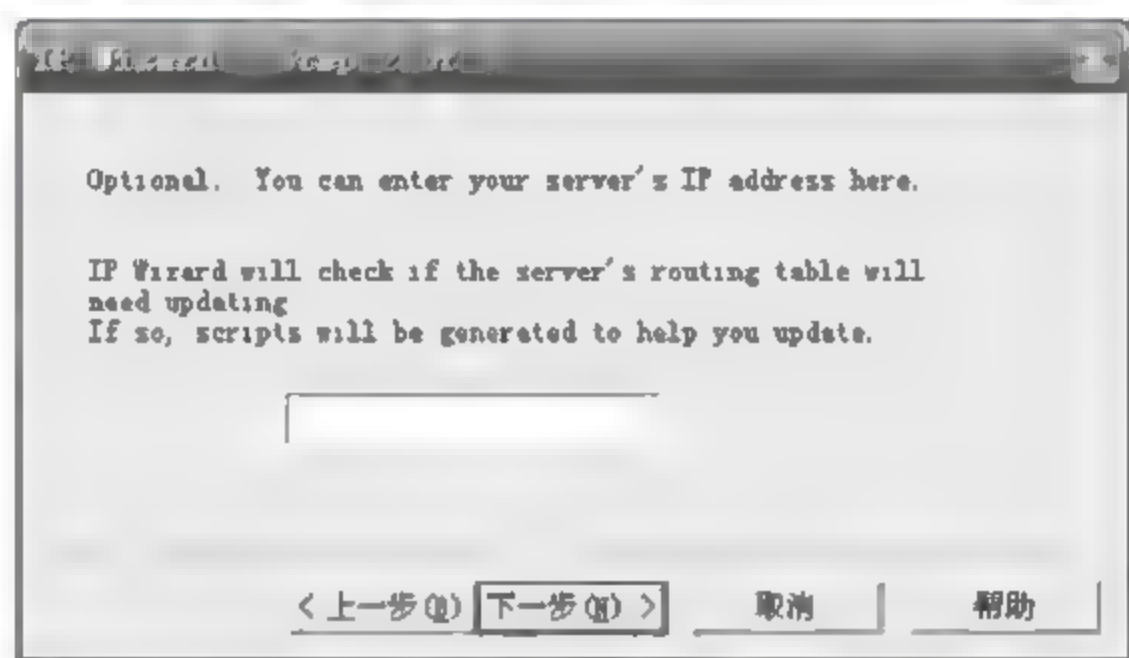 Optional. You can enter your server's IP address here.
IP Wizard will check if the server's routing table will
need updating
If so, scripts will be generated to help you update.
< 上一步(B)
下一步(N) >
取消
帮助